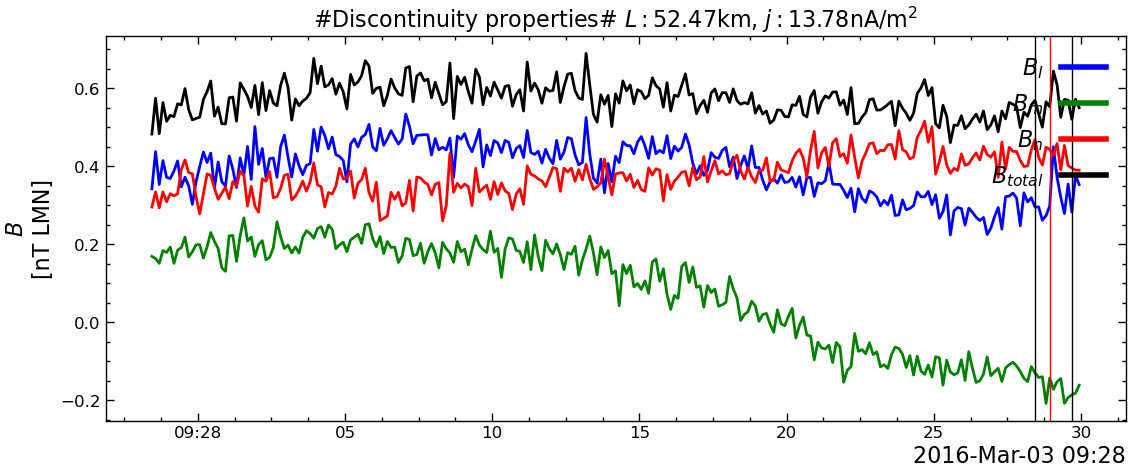 #Discontinuity properties# L : 52.47km, j : 13.78nA/m²
B
[nT LMN]
0.6
0.4
0.2
0.0
−0.2
B_l
B_m
B_n
B_total
09:28
05
10
15
20
25
30
2016-Mar-03 09:28